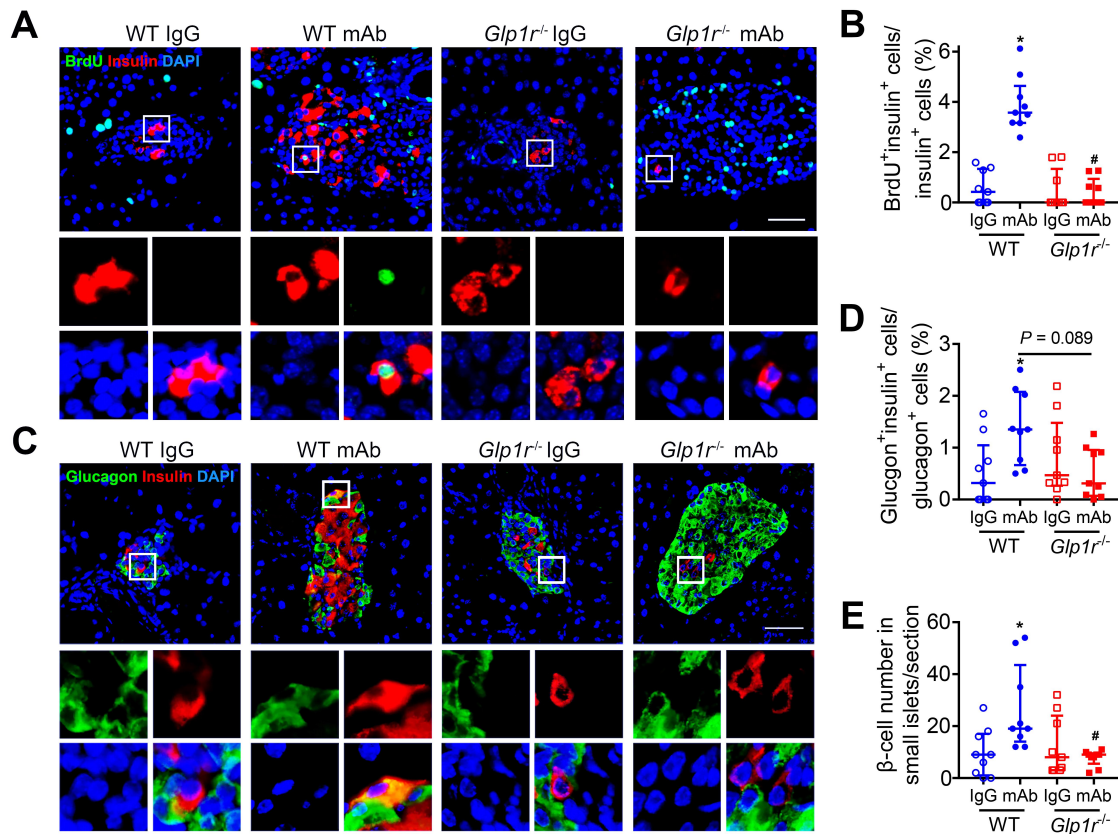 A
WT IgG
WT mAb
Glp1r-/- IgG
Glp1r-/- mAb
BrdU Insulin DAPI
B
BrdU+insulin+ cells/
insulin+ cells (%)
6
4
2
0
*
#
IgG mAb IgG mAb
WT
Glp1r-/-
C
WT IgG
WT mAb
Glp1r-/- IgG
Glp1r-/- mAb
Glucagon Insulin DAPI
D
Glucgon+insulin+ cells/
glucagon+ cells (%)
3
2
1
0
*
P = 0.089
IgG mAb IgG mAb
WT
Glp1r-/-
E
β-cell number in
small islets/section
60
40
20
0
*
#
IgG mAb IgG mAb
WT
Glp1r-/-